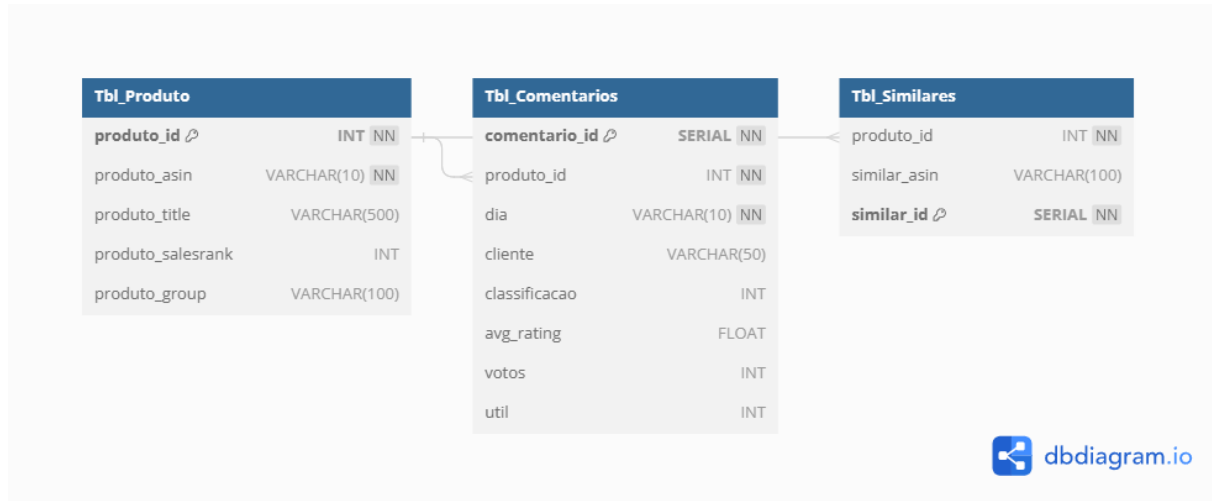 Tbl_Produto
produto_id INT NN
produto_asin VARCHAR(10) NN
produto_title VARCHAR(500)
produto_salesrank INT
produto_group VARCHAR(100)
Tbl_Comentarios
comentario_id SERIAL NN
produto_id INT NN
dia VARCHAR(10) NN
cliente VARCHAR(50)
classificacao INT
avg_rating FLOAT
votos INT
util INT
Tbl_Similares
produto_id INT NN
similar_asin VARCHAR(100)
similar_id SERIAL NN
dbdiagram.io